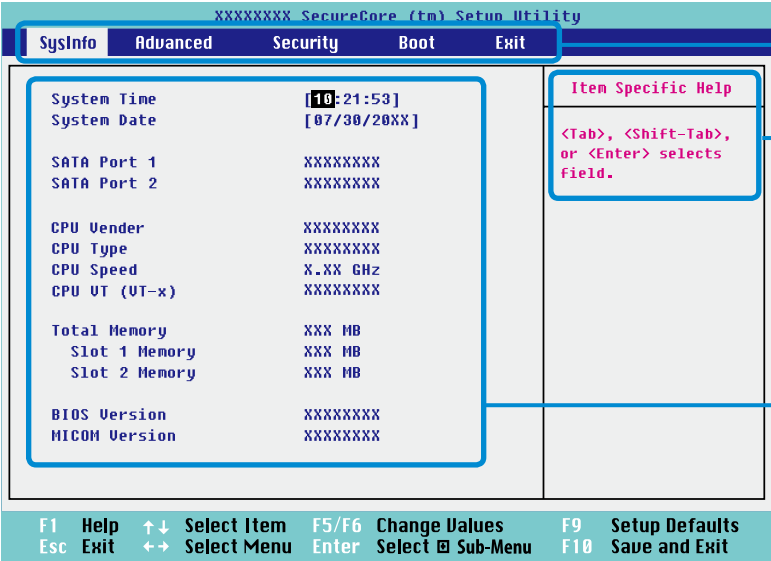 XXXXXXXX SecureCore (tm) Setup Utility
SysInfo Advanced Security Boot Exit
System Time [10:21:53]
System Date [07/30/20XX]
SATA Port 1 XXXXXXXX
SATA Port 2 XXXXXXXX
CPU Vender XXXXXXXX
CPU Type XXXXXXXX
CPU Speed X.XX GHz
CPU VT (VT-x) XXXXXXXX
Total Memory XXX MB
Slot 1 Memory XXX MB
Slot 2 Memory XXX MB
BIOS Version XXXXXXXX
MICOM Version XXXXXXXX
Item Specific Help
<Tab>, <Shift-Tab>,
or <Enter> selects
field.
F1 Help ↑↓ Select Item F5/F6 Change Values F9 Setup Defaults
Esc Exit ←→ Select Menu Enter Select Sub-Menu F10 Save and Exit